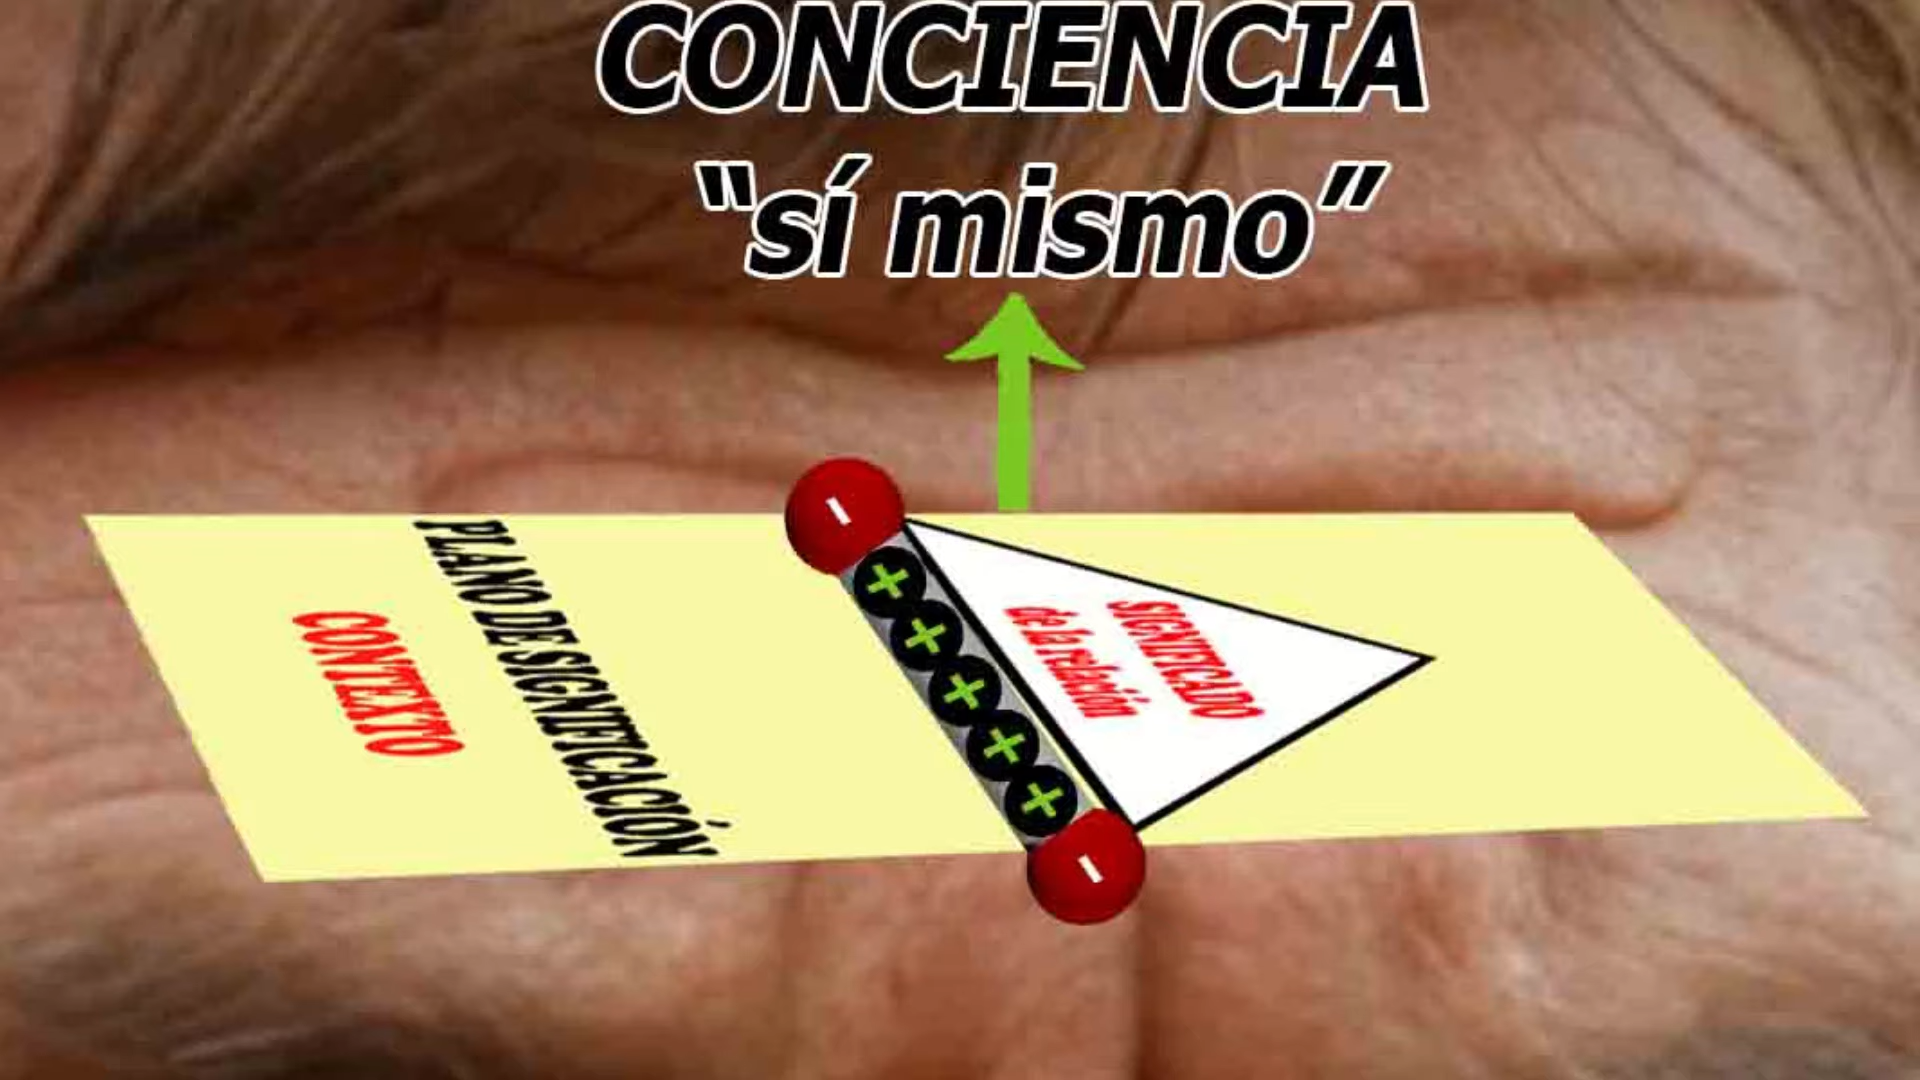 CONCIENCIA
“sí mismo”
PLANO DE SIGNIFICACIÓN
CONTEXTO
SIGNIFICADO
de la relación
−
+
+
+
+
+
−